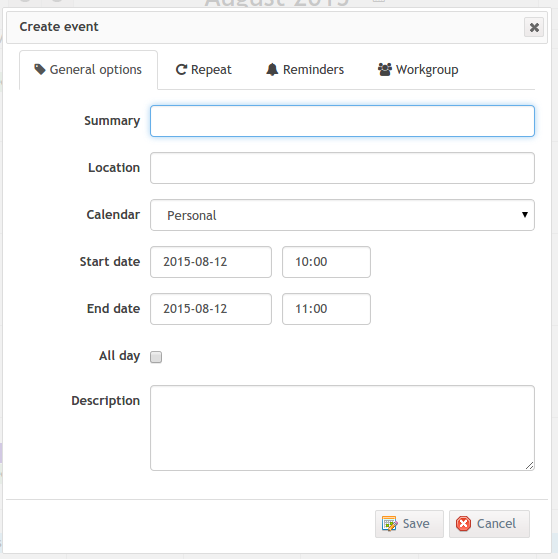 August 2015
Create event
General options Repeat Reminders Workgroup
Summary
Location
Calendar Personal
Start date 2015-08-12 10:00
End date 2015-08-12 11:00
All day
Description
Save Cancel